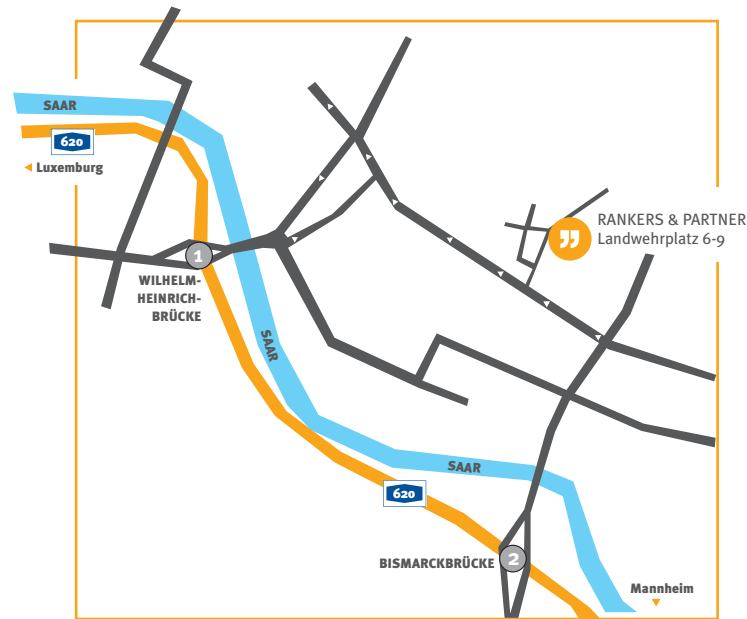 SAAR
620
Luxemburg
RANKERS & PARTNER
Landwehrplatz 6-9
1
WILHELM-
HEINRICH-
BRÜCKE
SAAR
SAAR
620
BISMARCKBRÜCKE
2
Mannheim